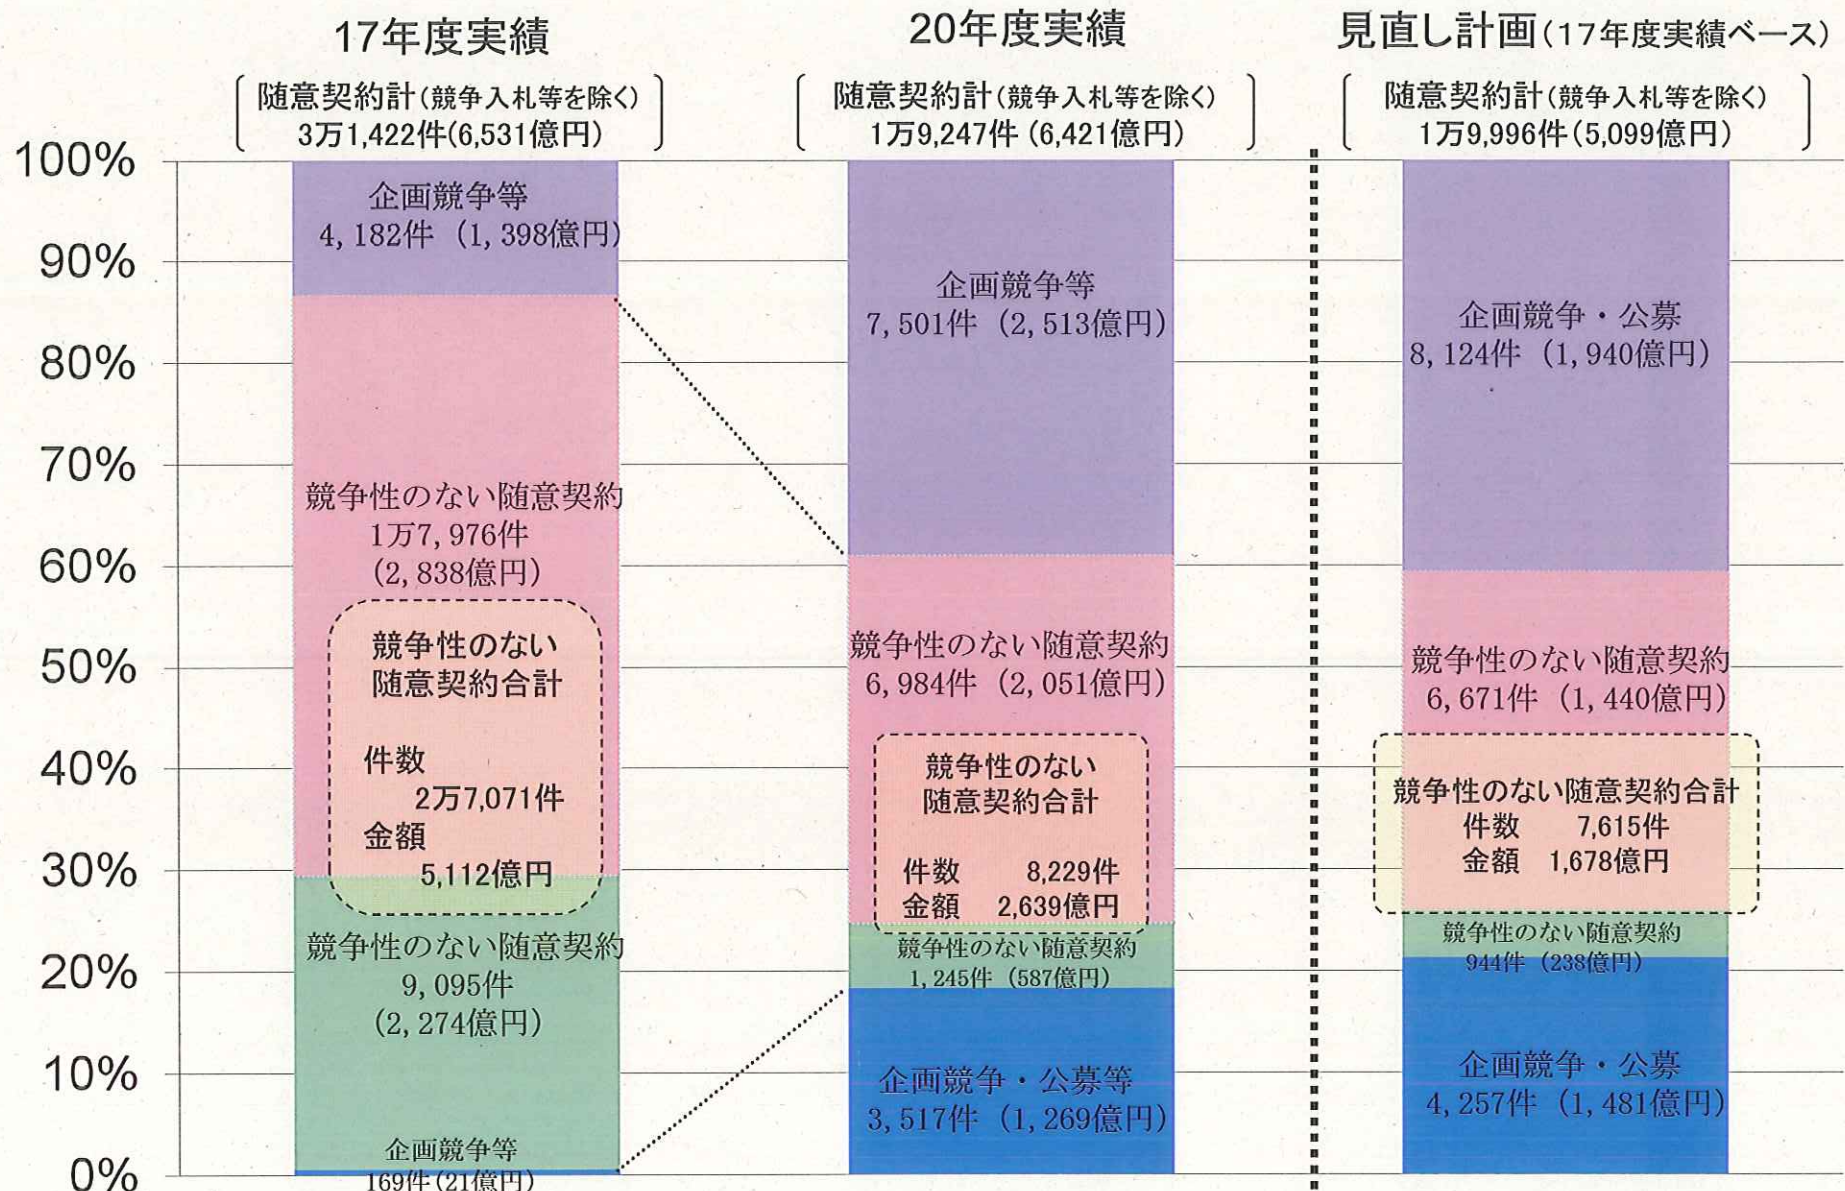 17年度実績
随意契約計(競争入札等を除く)
3万1,422件(6,531億円)
20年度実績
随意契約計(競争入札等を除く)
1万9,247件(6,421億円)
見直し計画(17年度実績ベース)
随意契約計(競争入札等を除く)
1万9,996件(5,099億円)
100%
90%
80%
70%
60%
50%
40%
30%
20%
10%
0%
企画競争等
4,182件(1,398億円)
競争性のない随意契約
1万7,976件
(2,838億円)
競争性のない
随意契約合計
件数
2万7,071件
金額
5,112億円
競争性のない随意契約
9,095件
(2,274億円)
企画競争等
169件(21億円)
企画競争等
7,501件(2,513億円)
競争性のない随意契約
6,984件(2,051億円)
競争性のない
随意契約合計
件数 8,229件
金額 2,639億円
競争性のない随意契約
1,245件(587億円)
企画競争・公募等
3,517件(1,269億円)
企画競争・公募
8,124件(1,940億円)
競争性のない随意契約
6,671件(1,440億円)
競争性のない随意契約合計
件数 7,615件
金額 1,678億円
競争性のない随意契約
944件(238億円)
企画競争・公募
4,257件(1,481億円)